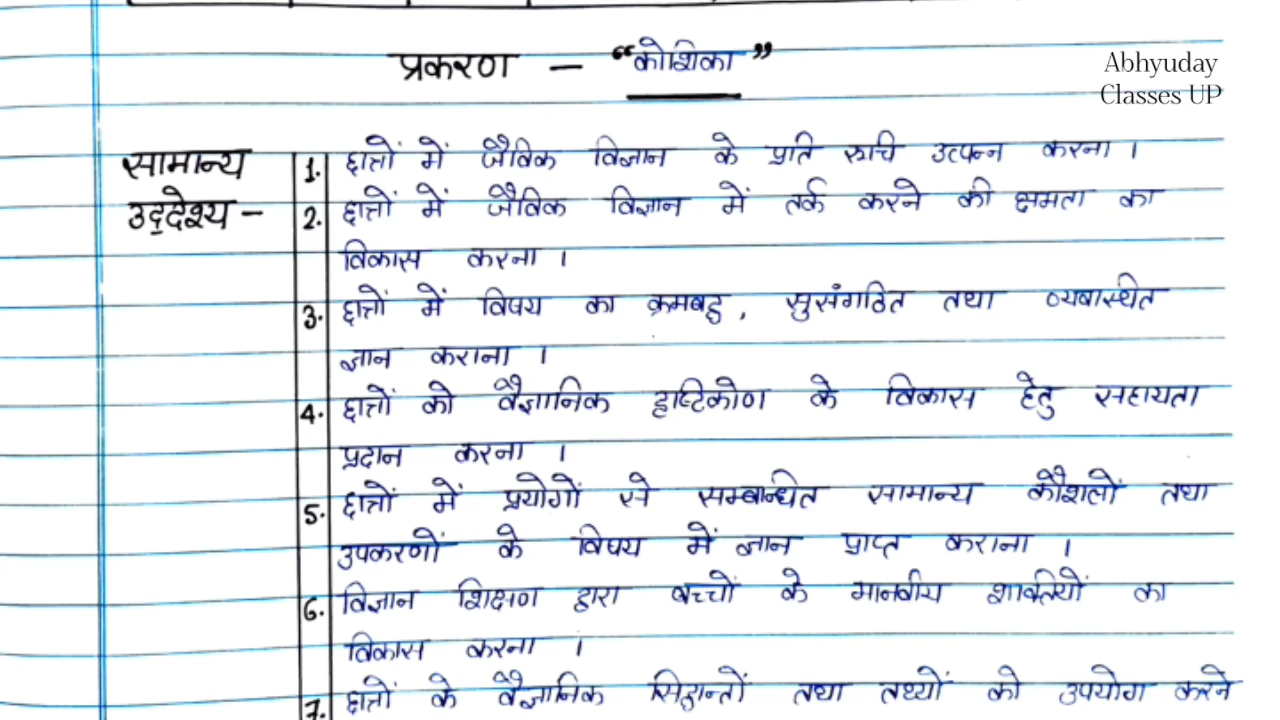 प्रकरण – “कोशिका”
Abhyuday
Classes UP
सामान्य
उद्देश्य –
1. छात्रों में जैविक विज्ञान के प्रति रुचि उत्पन्न करना ।
2. छात्रों में जैविक विज्ञान में तर्क करने की क्षमता का
विकास करना ।
3. छात्रों में विषय का क्रमबद्ध, सुसंगठित तथा व्यवास्थित
ज्ञान कराना ।
4. छात्रों को वैज्ञानिक दृष्टिकोण के विकास हेतु सहायता
प्रदान करना ।
5. छात्रों में प्रयोगों से सम्बन्धित सामान्य कौशलों तथा
उपकरणों के विषय में ज्ञान प्राप्त कराना ।
6. विज्ञान शिक्षण द्वारा बच्चों के मानवीय शक्तियों का
विकास करना ।
7. छात्रों के वैज्ञानिक सिद्धान्तों तथा तथ्यों को उपयोग करने